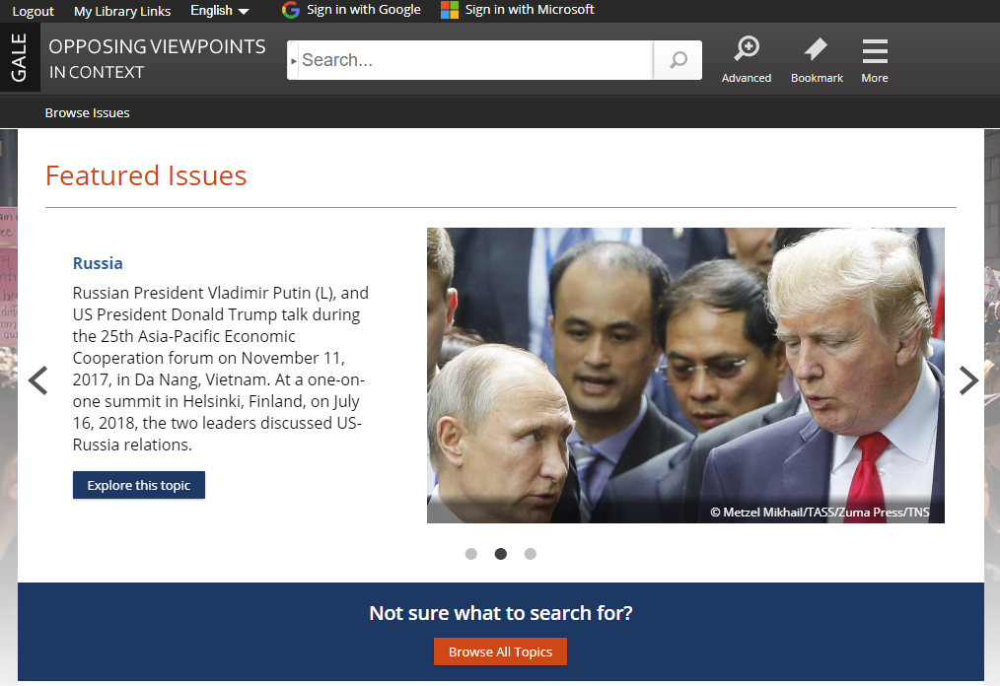 Logout My Library Links English Sign in with Google Sign in with Microsoft
GALE
OPPOSING VIEWPOINTS
IN CONTEXT
Search...
Advanced Bookmark More
Browse Issues
Featured Issues
Russia
Russian President Vladimir Putin (L), and
US President Donald Trump talk during
the 25th Asia-Pacific Economic
Cooperation forum on November 11,
2017, in Da Nang, Vietnam. At a one-on-
one summit in Helsinki, Finland, on July
16, 2018, the two leaders discussed US-
Russia relations.
Explore this topic
© Metzel Mikhail/TASS/Zuma Press/TNS
Not sure what to search for?
Browse All Topics